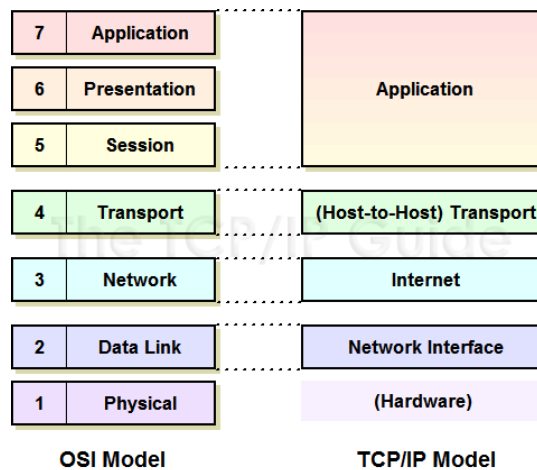 7 Application
6 Presentation
5 Session
Application
4 Transport
(Host-to-Host) Transport
The TCP/IP Guide
3 Network
Internet
2 Data Link
Network Interface
1 Physical
(Hardware)
OSI Model
TCP/IP Model